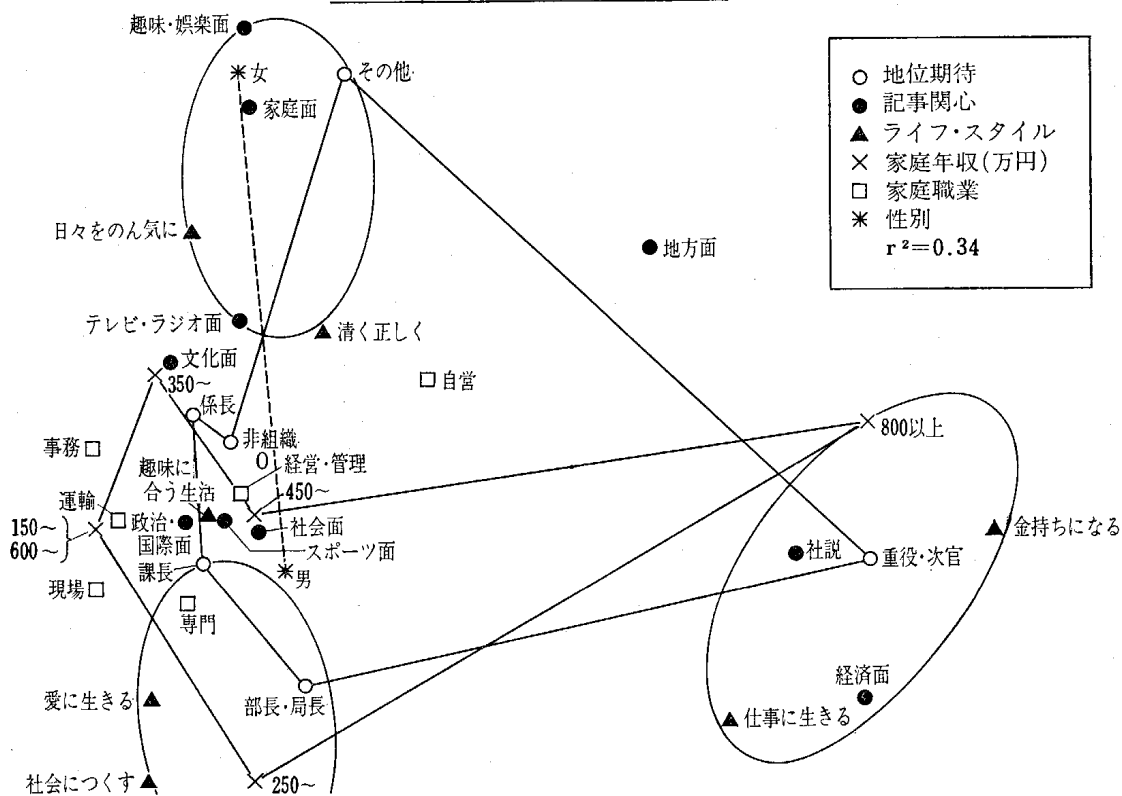 趣味・娯楽面
女
その他
家庭面
地位期待
記事関心
ライフ・スタイル
家庭年収(万円)
家庭職業
性別
r²=0.34
日々をのん気に
地方面
テレビ・ラジオ面
清く正しく
文化面
350～
自営
係長
800以上
非組織
0
事務
趣味に
合う生活
経営・管理
450～
運輸
150～
600～
政治・
国際面
社会面
スポーツ面
金持ちになる
社説
重役・次官
課長
男
現場
専門
愛に生きる
部長・局長
経済面
仕事に生きる
社会につくす
250～